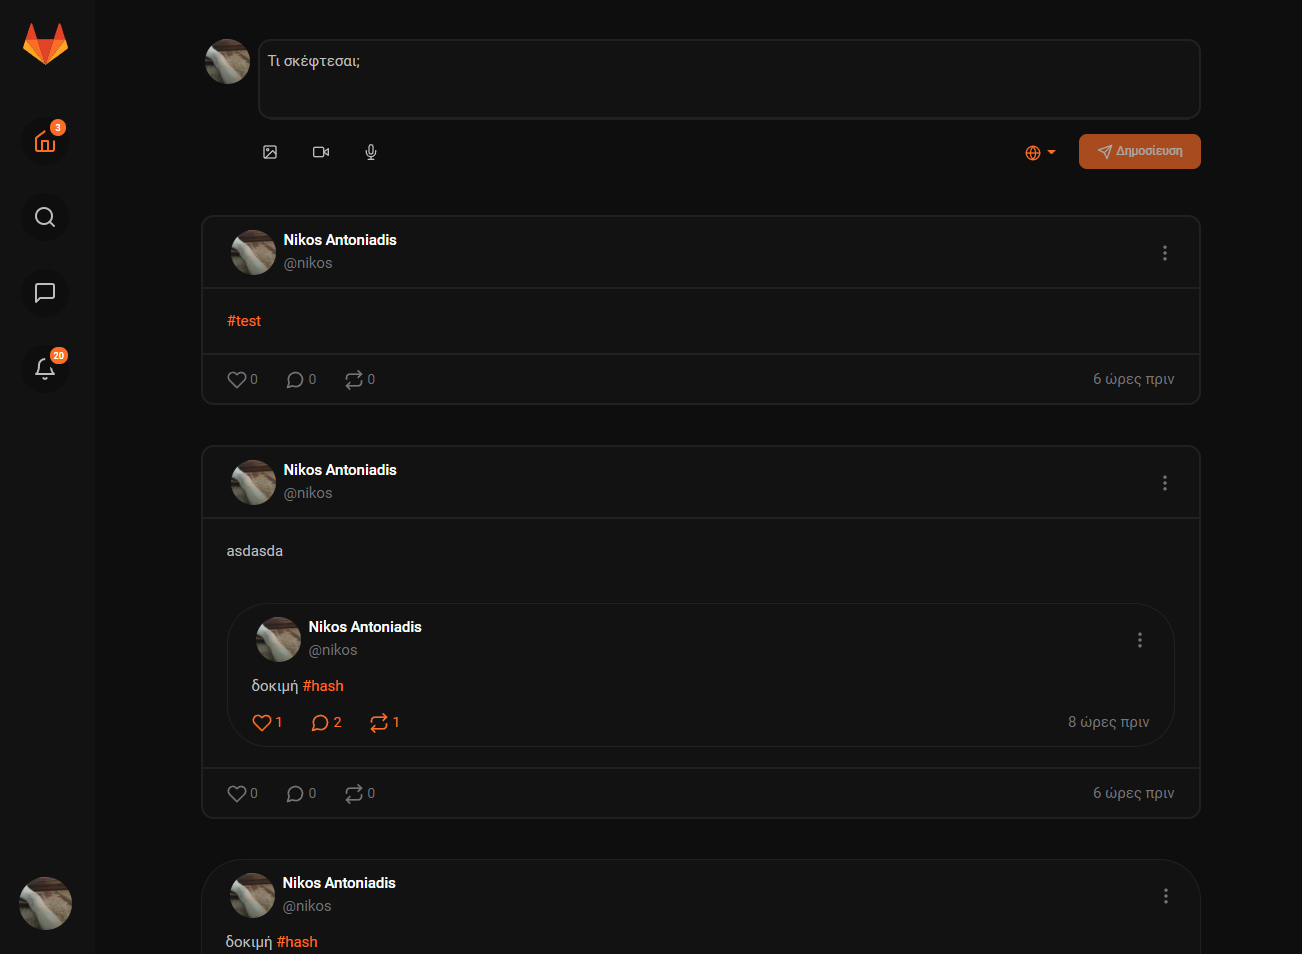 3
20
Τι σκέφτεσαι;
Δημοσίευση
Nikos Antoniadis
@nikos
#test
0 0 0 6 ώρες πριν
Nikos Antoniadis
@nikos
asdasda
Nikos Antoniadis
@nikos
δοκιμή #hash
1 2 1 8 ώρες πριν
0 0 0 6 ώρες πριν
Nikos Antoniadis
@nikos
δοκιμή #hash